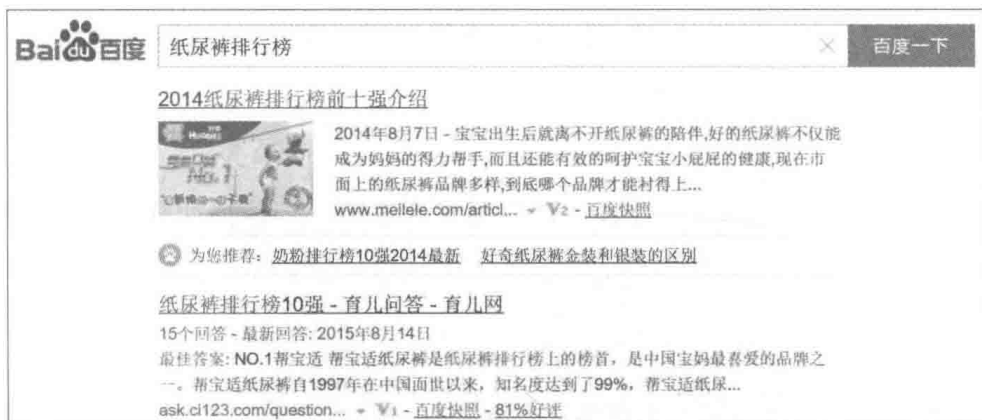 Bai du 百度
纸尿裤排行榜
百度一下
2014纸尿裤排行榜前十强介绍
2014年8月7日 - 宝宝出生后就离不开纸尿裤的陪伴,好的纸尿裤不仅能
成为妈妈的得力帮手,而且还能有效的呵护宝宝小屁屁的健康,现在市
面上的纸尿裤品牌多样,到底哪个品牌才能衬得上...
www.meilele.com/articl... V2 - 百度快照
HUGGIES
No.1
为您推荐: 奶粉排行榜10强2014最新 好奇纸尿裤金装和银装的区别
纸尿裤排行榜10强 - 育儿问答 - 育儿网
15个回答 - 最新回答: 2015年8月14日
最佳答案: NO.1帮宝适 帮宝适纸尿裤是纸尿裤排行榜上的榜首，是中国宝妈最喜爱的品牌之
一。帮宝适纸尿裤自1997年在中国面世以来，知名度达到了99%，帮宝适纸尿...
ask.ci123.com/question... V1 - 百度快照 - 81%好评